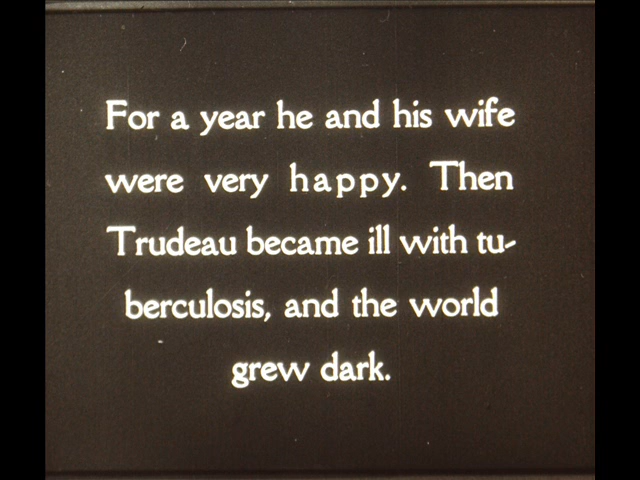 For a year he and his wife
were very happy. Then
Trudeau became ill with tu-
berculosis, and the world
grew dark.